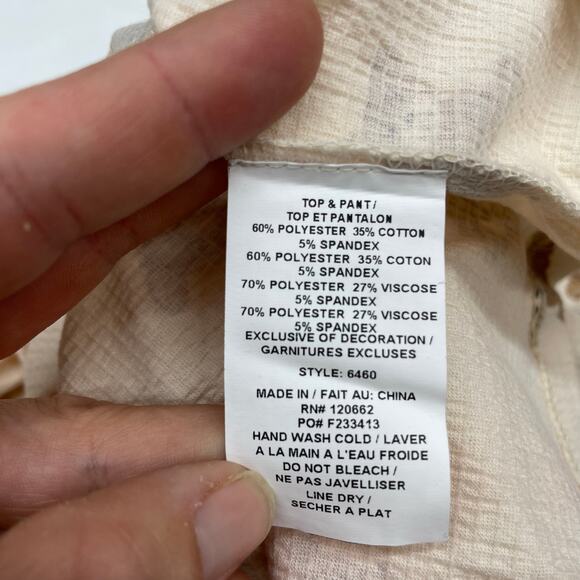 TOP & PANT/
TOP ET PANTALON
60% POLYESTER 35% COTTON
5% SPANDEX
60% POLYESTER 35% COTON
5% SPANDEX
70% POLYESTER 27% VISCOSE
5% SPANDEX
70% POLYESTER 27% VISCOSE
5% SPANDEX
EXCLUSIVE OF DECORATION /
GARNITURES EXCLUSES
STYLE: 6460
MADE IN / FAIT AU: CHINA
RN# 120662
PO# F233413
HAND WASH COLD / LAVER
A LA MAIN A L'EAU FROIDE
DO NOT BLEACH /
NE PAS JAVELLISER
LINE DRY /
SECHER A PLAT